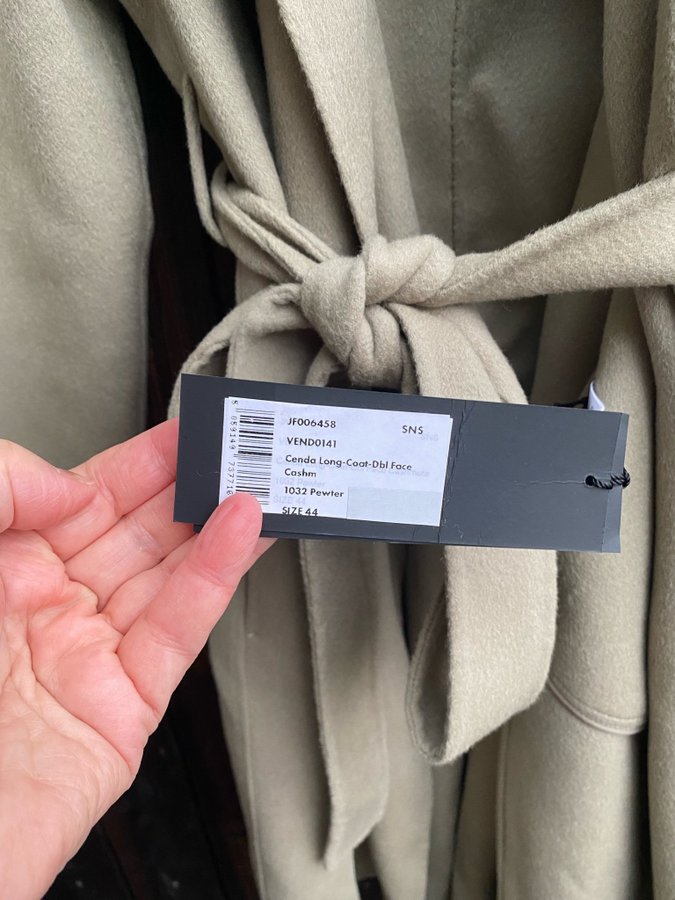 JF006458 SNS
VEND0141
Cenda Long-Coat-Dbl Face
Cashm
1032 Pewter
SIZE 44